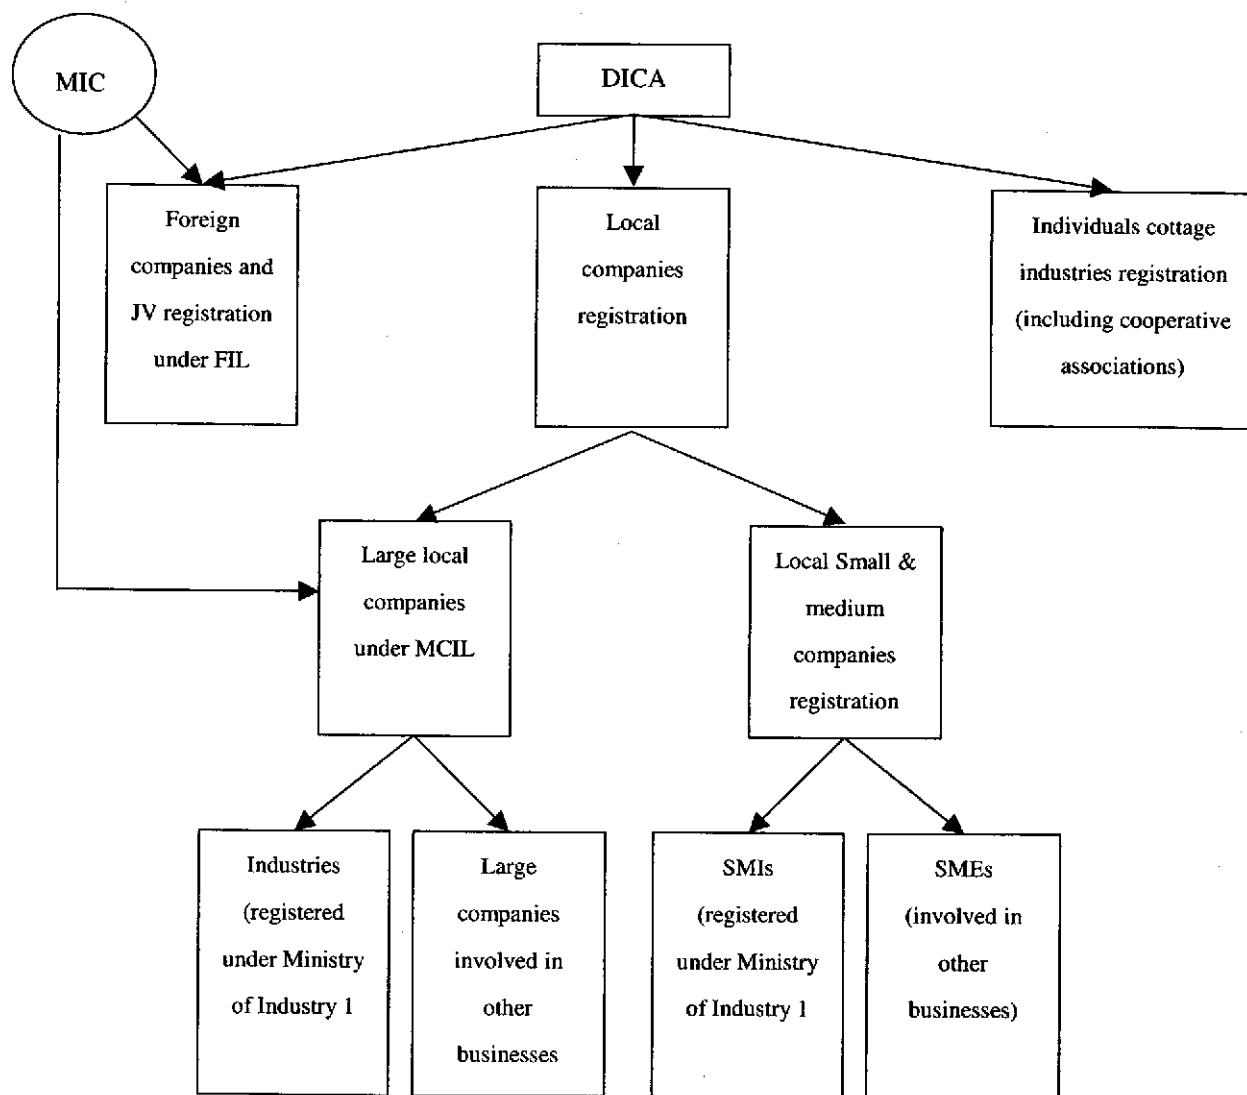 MIC
DICA
Foreign
companies and
JV registration
under FIL
Local
companies
registration
Individuals cottage
industries registration
(including cooperative
associations)
Large local
companies
under MCIL
Local Small &
medium
companies
registration
Industries
(registered
under Ministry
of Industry 1
Large
companies
involved in
other
businesses
SMIs
(registered
under Ministry
of Industry 1
SMEs
(involved in
other
businesses)